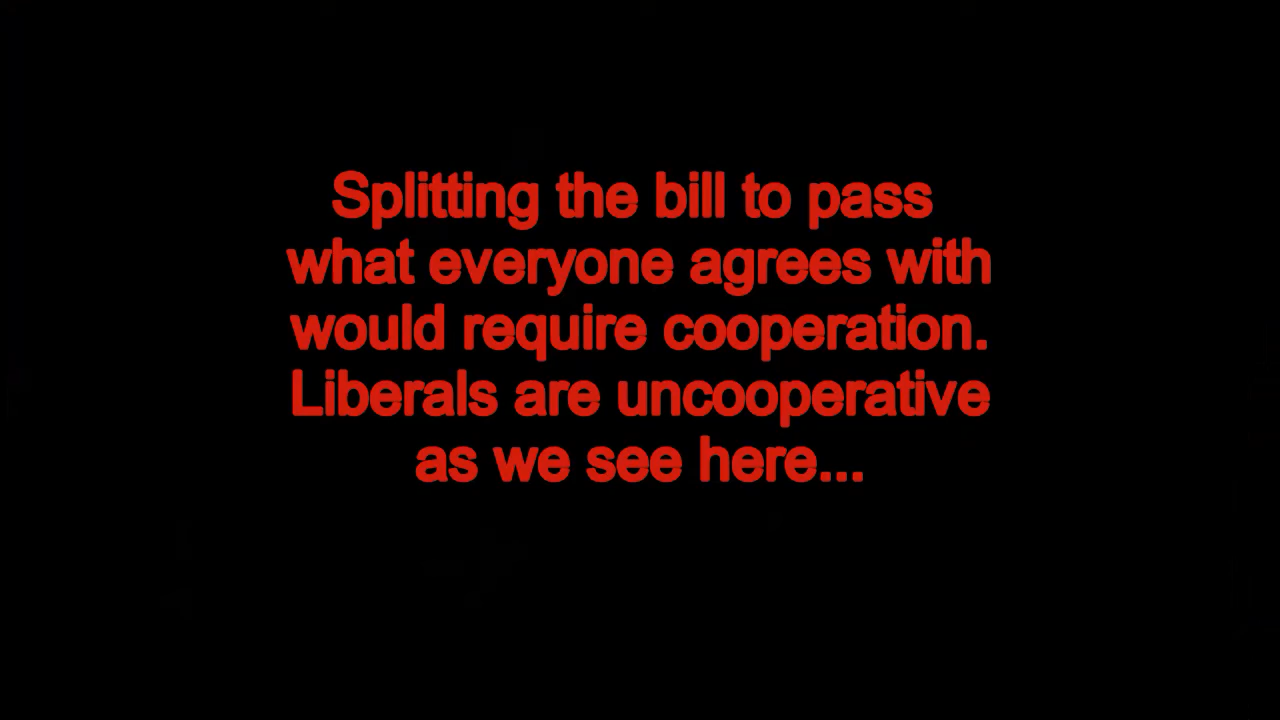 Splitting the bill to pass
what everyone agrees with
would require cooperation.
Liberals are uncooperative
as we see here...